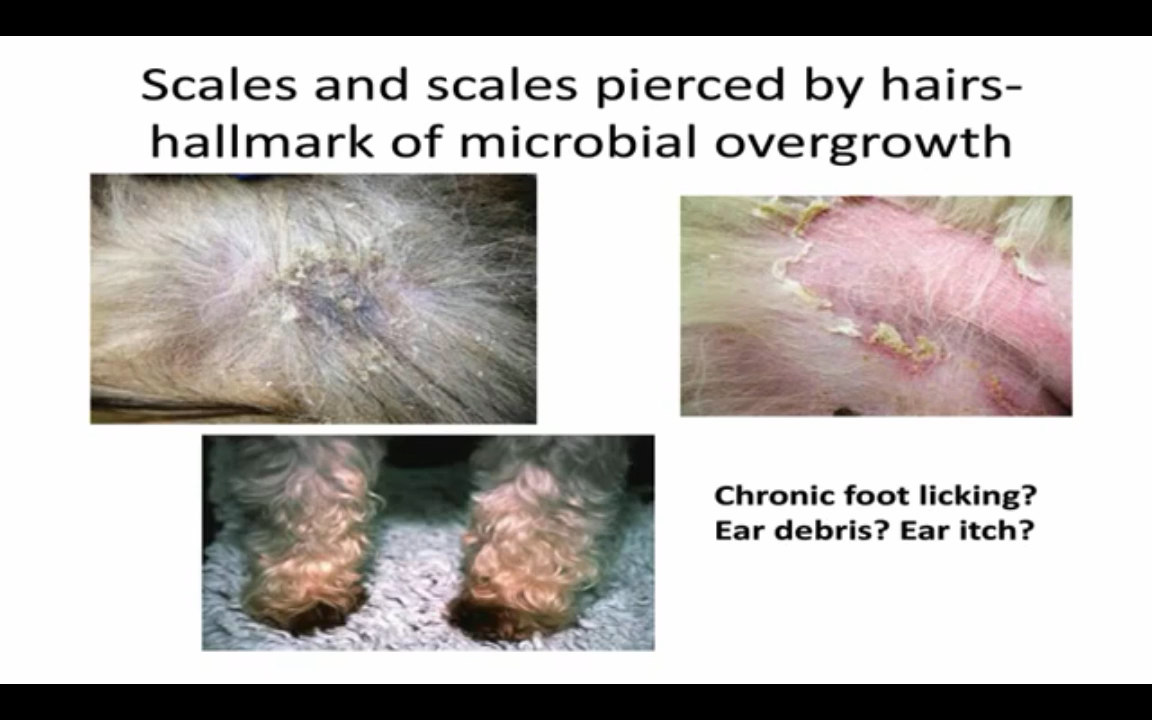 Scales and scales pierced by hairs-
hallmark of microbial overgrowth
Chronic foot licking?
Ear debris? Ear itch?